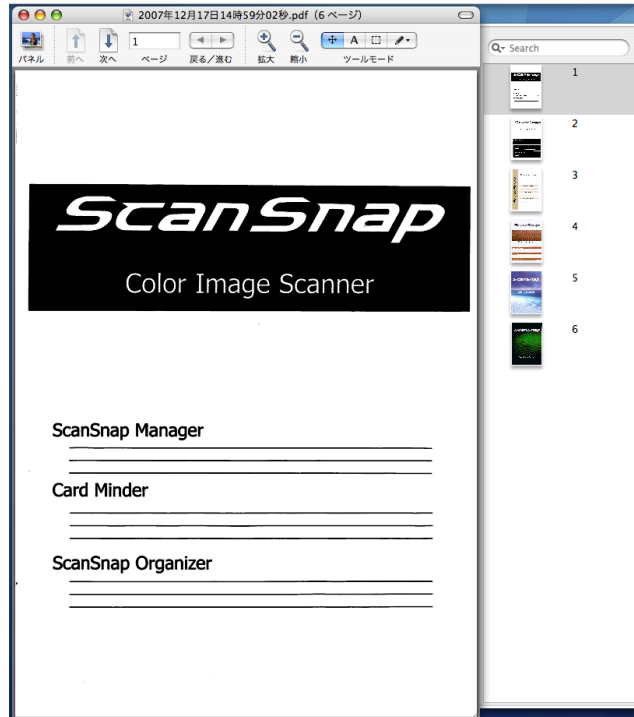 2007年12月17日14時59分02秒.pdf (6 ページ)
1
パネル 前へ 次へ ページ 戻る／進む 拡大 縮小 ツールモード
A
Search
ScanSnap
Color Image Scanner
ScanSnap Manager
Card Minder
ScanSnap Organizer
1
2
3
4
5
6